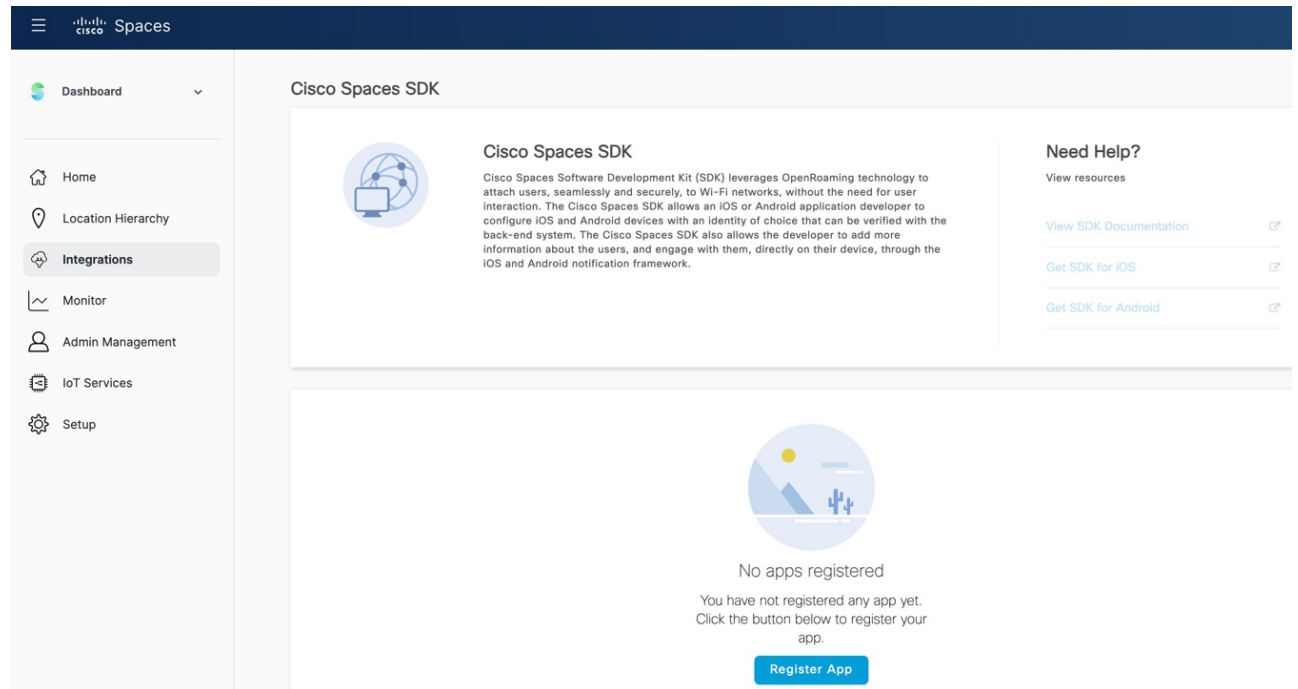 cisco Spaces
Dashboard
Home
Location Hierarchy
Integrations
Monitor
Admin Management
IoT Services
Setup
Cisco Spaces SDK
Cisco Spaces SDK
Cisco Spaces Software Development Kit (SDK) leverages OpenRoaming technology to
attach users, seamlessly and securely, to Wi-Fi networks, without the need for user
interaction. The Cisco Spaces SDK allows an iOS or Android application developer to
configure iOS and Android devices with an identity of choice that can be verified with the
back-end system. The Cisco Spaces SDK also allows the developer to add more
information about the users, and engage with them, directly on their device, through the
iOS and Android notification framework.
Need Help?
View resources
View SDK Documentation
Get SDK for iOS
Get SDK for Android
No apps registered
You have not registered any app yet.
Click the button below to register your
app.
Register App